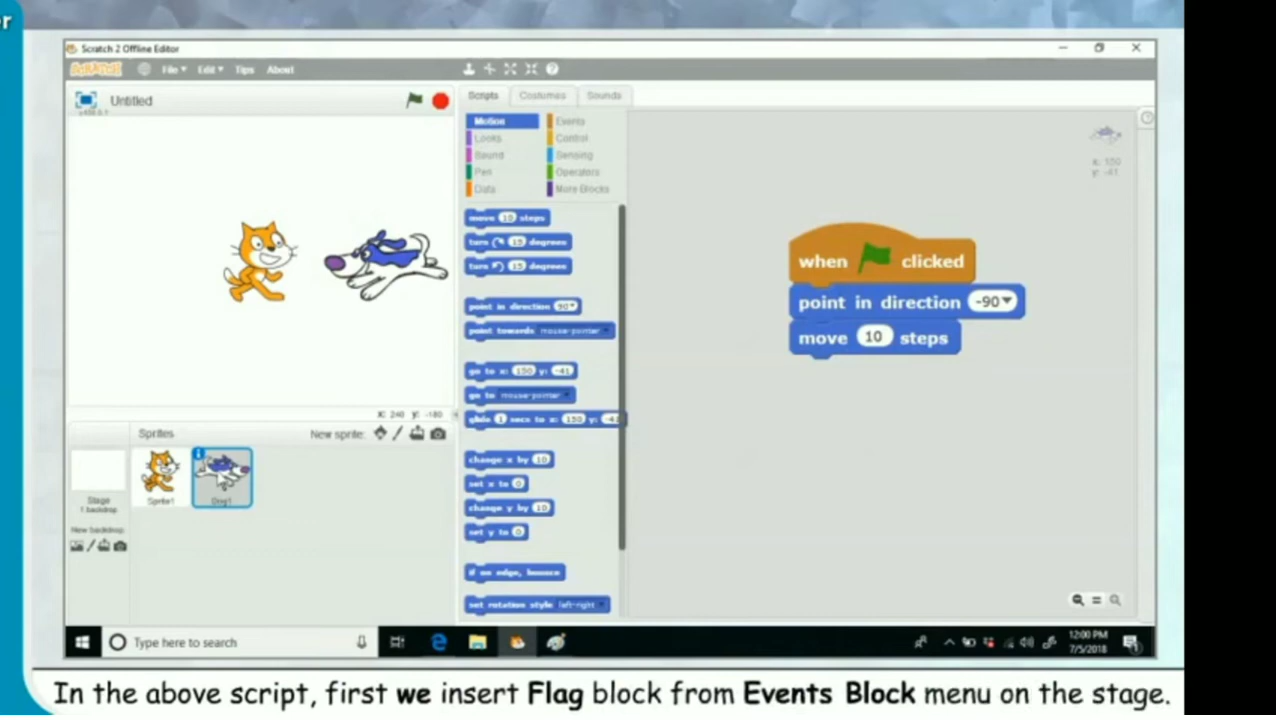 er
Scratch 2 Offline Editor
SCRATCH File Edit Tips About
Untitled
Scripts Costumes Sounds
Motion Events
Looks Control
Sound Sensing
Pen Operators
Data More Blocks
move 10 steps
turn 15 degrees
turn 15 degrees
point in direction 90
point towards mouse-pointer
go to x: 150 y: -41
go to mouse-pointer
glide 1 secs to x: 150 y: -41
change x by 10
set x to 0
change y by 10
set y to 0
if on edge, bounce
set rotation style left-right
x: 150
y: -41
when clicked
point in direction -90
move 10 steps
X: 240 y: -180
Sprites New sprite:
Stage
1 backdrop
New backdrop:
Sprite1
Dog1
Type here to search
12:00 PM
7/5/2018
In the above script, first we insert Flag block from Events Block menu on the stage.